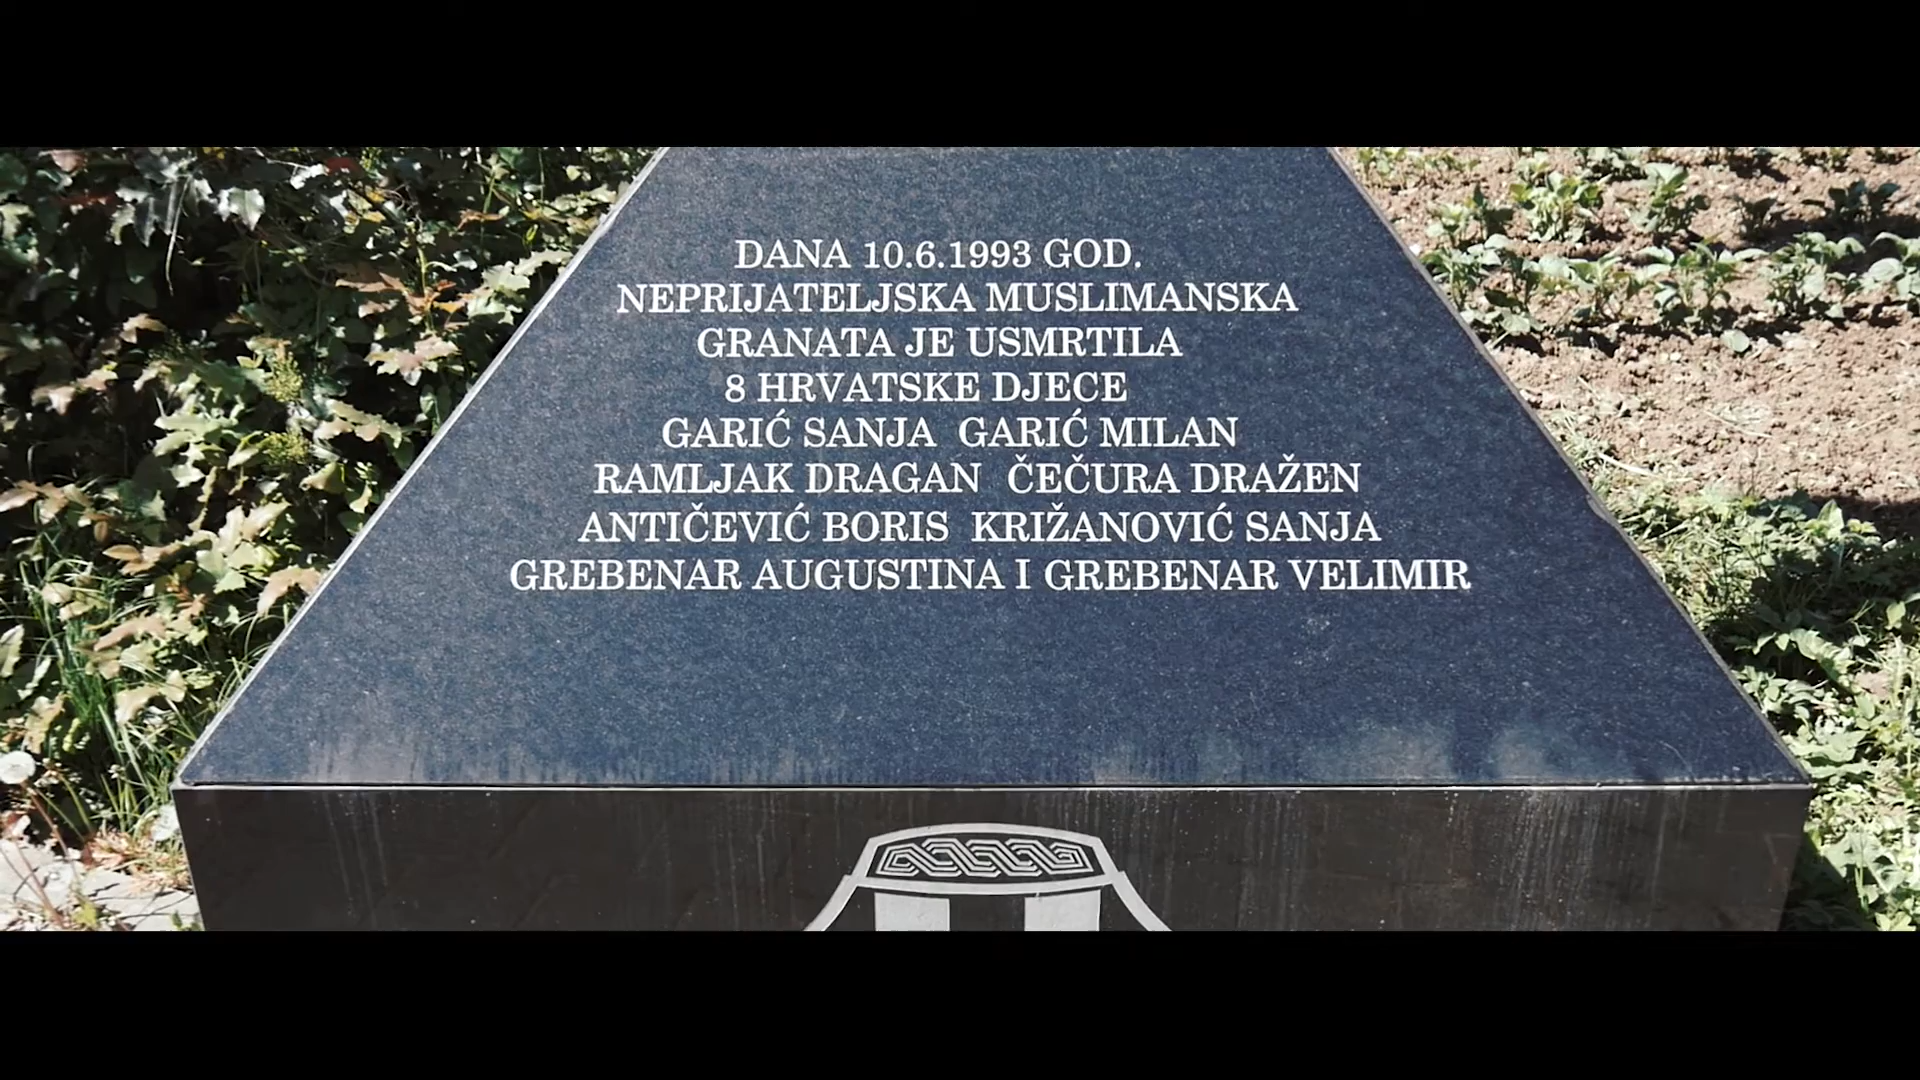 DANA 10.6.1993 GOD.
NEPRIJATELJSKA MUSLIMANSKA
GRANATA JE USMRTILA
8 HRVATSKE DJECE
GARIĆ SANJA GARIĆ MILAN
RAMLJAK DRAGAN ČEČURA DRAŽEN
ANTIČEVIĆ BORIS KRIŽANOVIĆ SANJA
GREBENAR AUGUSTINA I GREBENAR VELIMIR